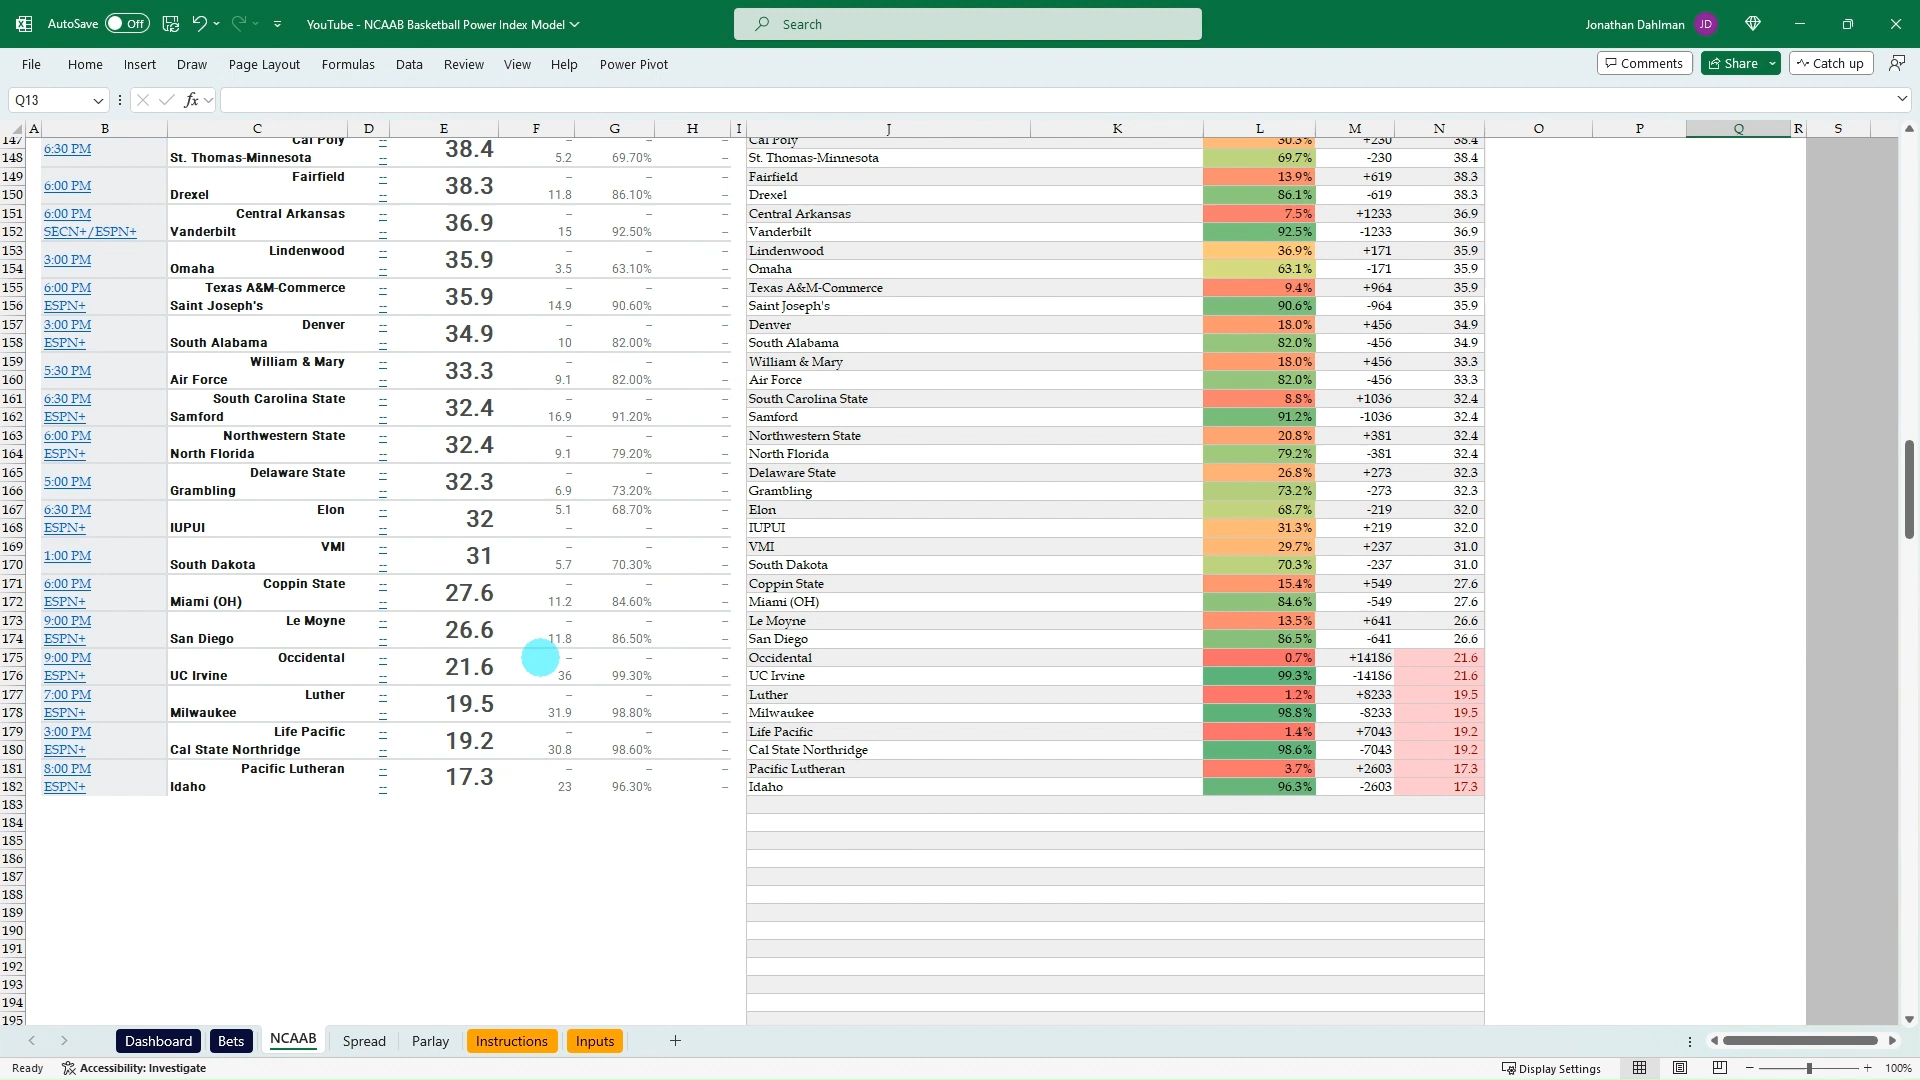 AutoSave Off YouTube - NCAAB Basketball Power Index Model Search Jonathan Dahlman JD
File Home Insert Draw Page Layout Formulas Data Review View Help Power Pivot Comments Share Catch up
Q13 fx
A B C D E F G H I J K L M N O P Q R S
147 Cal Poly -- 38.4 – – – Cal Poly 30.3% +230 38.4
148 6:30 PM St. Thomas-Minnesota -- 5.2 69.70% – St. Thomas-Minnesota 69.7% -230 38.4
149 6:00 PM Fairfield -- 38.3 – – – Fairfield 13.9% +619 38.3
150 Drexel -- 11.8 86.10% – Drexel 86.1% -619 38.3
151 6:00 PM Central Arkansas -- 36.9 – – – Central Arkansas 7.5% +1233 36.9
152 SECN+/ESPN+ Vanderbilt -- 15 92.50% – Vanderbilt 92.5% -1233 36.9
153 3:00 PM Lindenwood -- 35.9 – – – Lindenwood 36.9% +171 35.9
154 Omaha -- 3.5 63.10% – Omaha 63.1% -171 35.9
155 6:00 PM Texas A&M-Commerce -- 35.9 – – – Texas A&M-Commerce 9.4% +964 35.9
156 ESPN+ Saint Joseph's -- 14.9 90.60% – Saint Joseph's 90.6% -964 35.9
157 3:00 PM Denver -- 34.9 – – – Denver 18.0% +456 34.9
158 ESPN+ South Alabama -- 10 82.00% – South Alabama 82.0% -456 34.9
159 5:30 PM William & Mary -- 33.3 – – – William & Mary 18.0% +456 33.3
160 Air Force -- 9.1 82.00% – Air Force 82.0% -456 33.3
161 6:30 PM South Carolina State -- 32.4 – – – South Carolina State 8.8% +1036 32.4
162 ESPN+ Samford -- 16.9 91.20% – Samford 91.2% -1036 32.4
163 6:00 PM Northwestern State -- 32.4 – – – Northwestern State 20.8% +381 32.4
164 ESPN+ North Florida -- 9.1 79.20% – North Florida 79.2% -381 32.4
165 5:00 PM Delaware State -- 32.3 – – – Delaware State 26.8% +273 32.3
166 Grambling -- 6.9 73.20% – Grambling 73.2% -273 32.3
167 6:30 PM Elon -- 32 5.1 68.70% – Elon 68.7% -219 32.0
168 ESPN+ IUPUI -- – – – IUPUI 31.3% +219 32.0
169 1:00 PM VMI -- 31 – – – VMI 29.7% +237 31.0
170 South Dakota -- 5.7 70.30% – South Dakota 70.3% -237 31.0
171 6:00 PM Coppin State -- 27.6 – – – Coppin State 15.4% +549 27.6
172 ESPN+ Miami (OH) -- 11.2 84.60% – Miami (OH) 84.6% -549 27.6
173 9:00 PM Le Moyne -- 26.6 – – – Le Moyne 13.5% +641 26.6
174 ESPN+ San Diego -- 11.8 86.50% – San Diego 86.5% -641 26.6
175 9:00 PM Occidental -- 21.6 – – – Occidental 0.7% +14186 21.6
176 ESPN+ UC Irvine -- 36 99.30% – UC Irvine 99.3% -14186 21.6
177 7:00 PM Luther -- 19.5 – – – Luther 1.2% +8233 19.5
178 ESPN+ Milwaukee -- 31.9 98.80% – Milwaukee 98.8% -8233 19.5
179 3:00 PM Life Pacific -- 19.2 – – – Life Pacific 1.4% +7043 19.2
180 ESPN+ Cal State Northridge -- 30.8 98.60% – Cal State Northridge 98.6% -7043 19.2
181 8:00 PM Pacific Lutheran -- 17.3 – – – Pacific Lutheran 3.7% +2603 17.3
182 ESPN+ Idaho -- 23 96.30% – Idaho 96.3% -2603 17.3
183
184
185
186
187
188
189
190
191
192
193
194
195
Dashboard Bets NCAAB Spread Parlay Instructions Inputs +
Ready Accessibility: Investigate Display Settings 100%